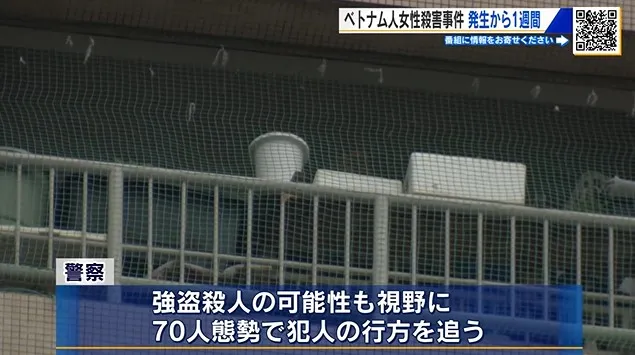 ベトナム人女性殺害事件 発生から1週間
番組に情報をお寄せください
警察
強盗殺人の可能性も視野に
70人態勢で犯人の行方を追う